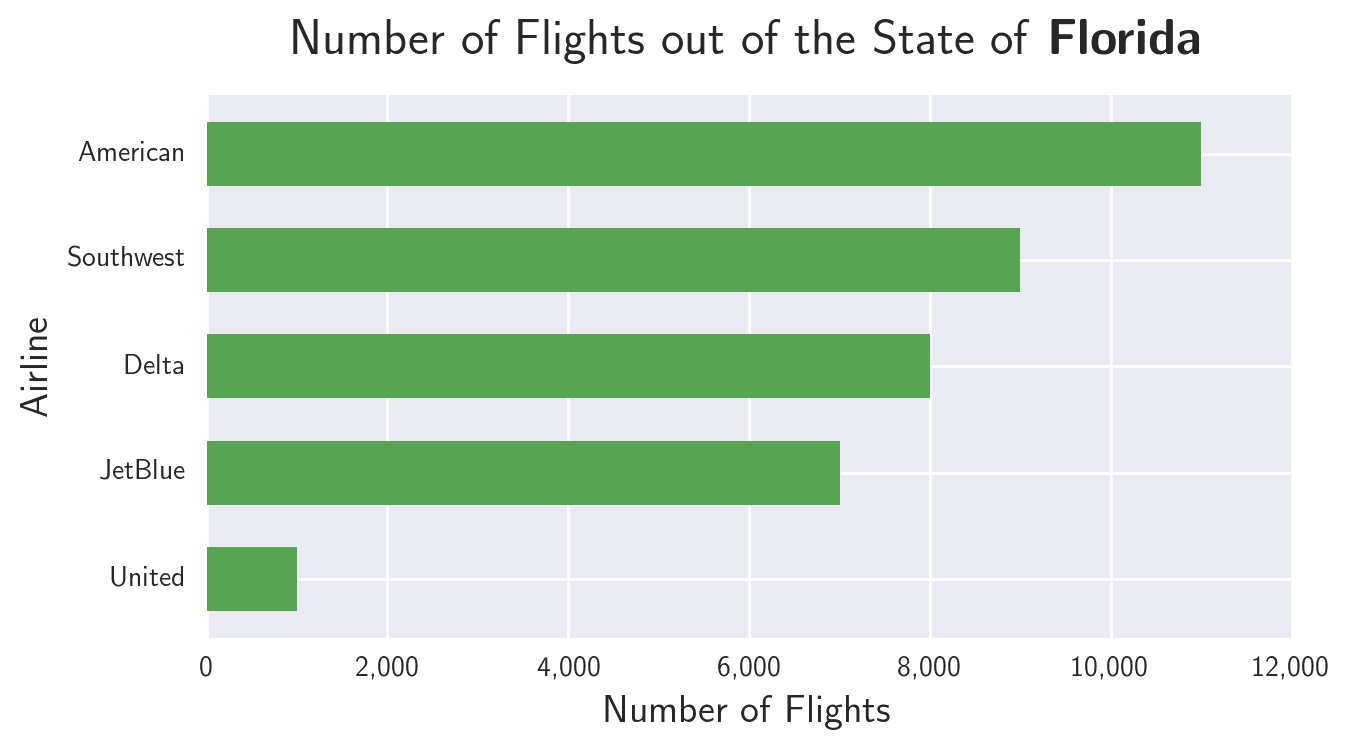 Number of Flights out of the State of Florida
American
Southwest
Delta
JetBlue
United
Airline
0 2,000 4,000 6,000 8,000 10,000 12,000
Number of Flights